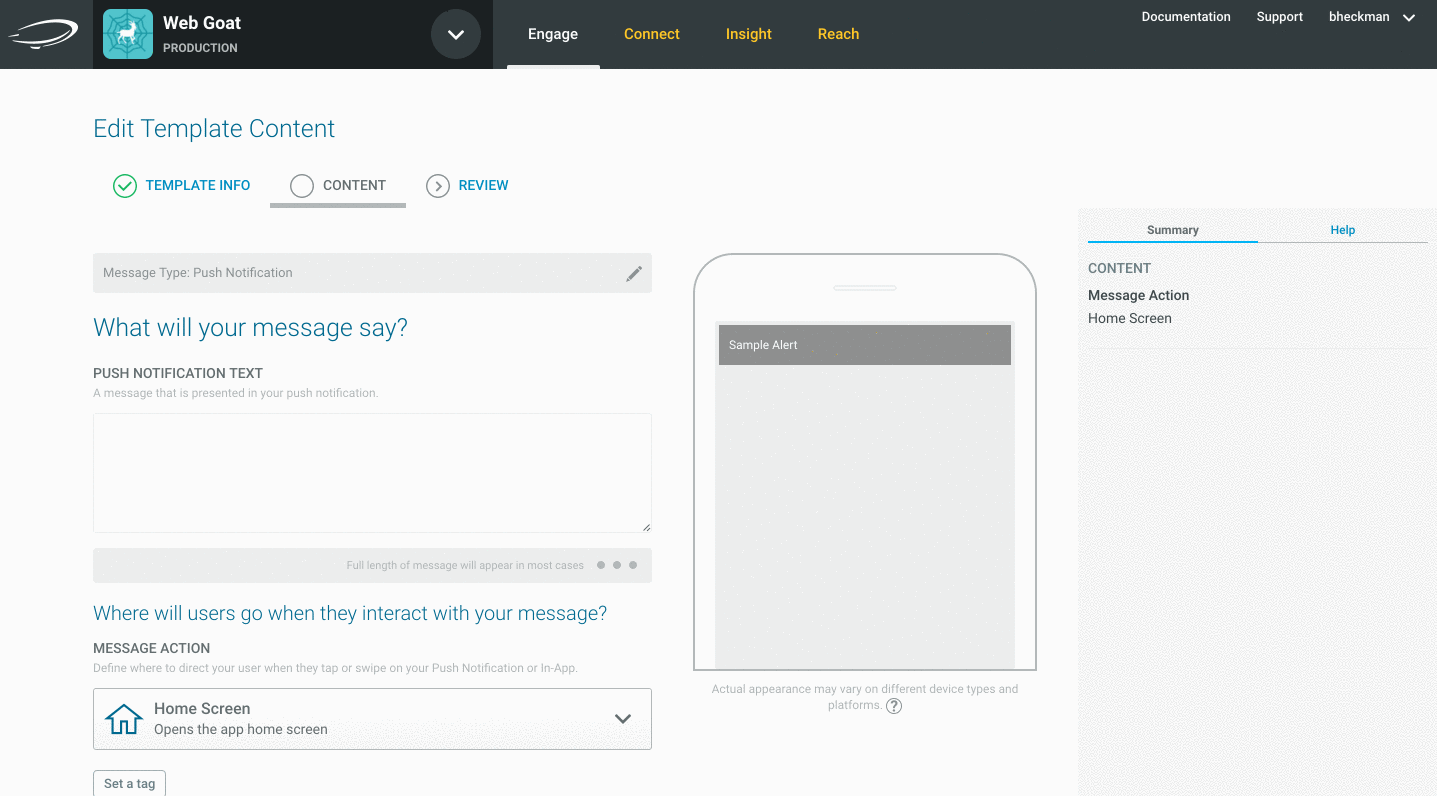 Web Goat
PRODUCTION
Engage
Connect
Insight
Reach
Documentation
Support
bheckman
Edit Template Content
TEMPLATE INFO
CONTENT
REVIEW
Message Type: Push Notification
What will your message say?
PUSH NOTIFICATION TEXT
A message that is presented in your push notification.
Full length of message will appear in most cases
Where will users go when they interact with your message?
MESSAGE ACTION
Define where to direct your user when they tap or swipe on your Push Notification or In-App.
Home Screen
Opens the app home screen
Set a tag
Sample Alert
Actual appearance may vary on different device types and
platforms. ?
Summary
Help
CONTENT
Message Action
Home Screen